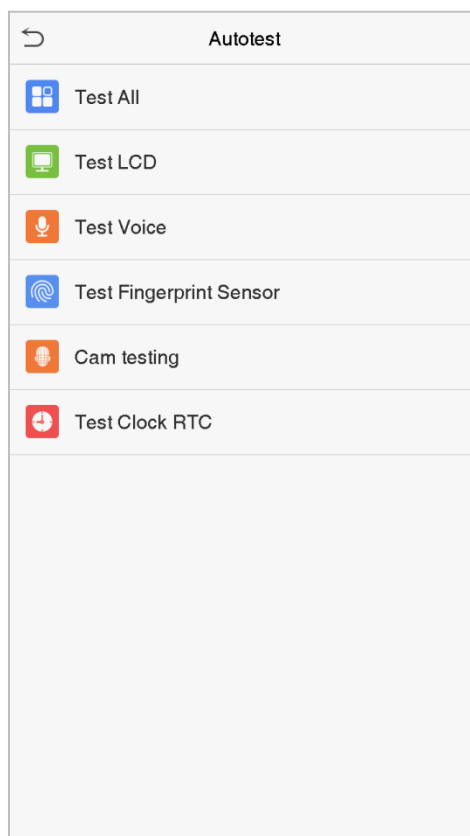 Autotest
Test All
Test LCD
Test Voice
Test Fingerprint Sensor
Cam testing
Test Clock RTC